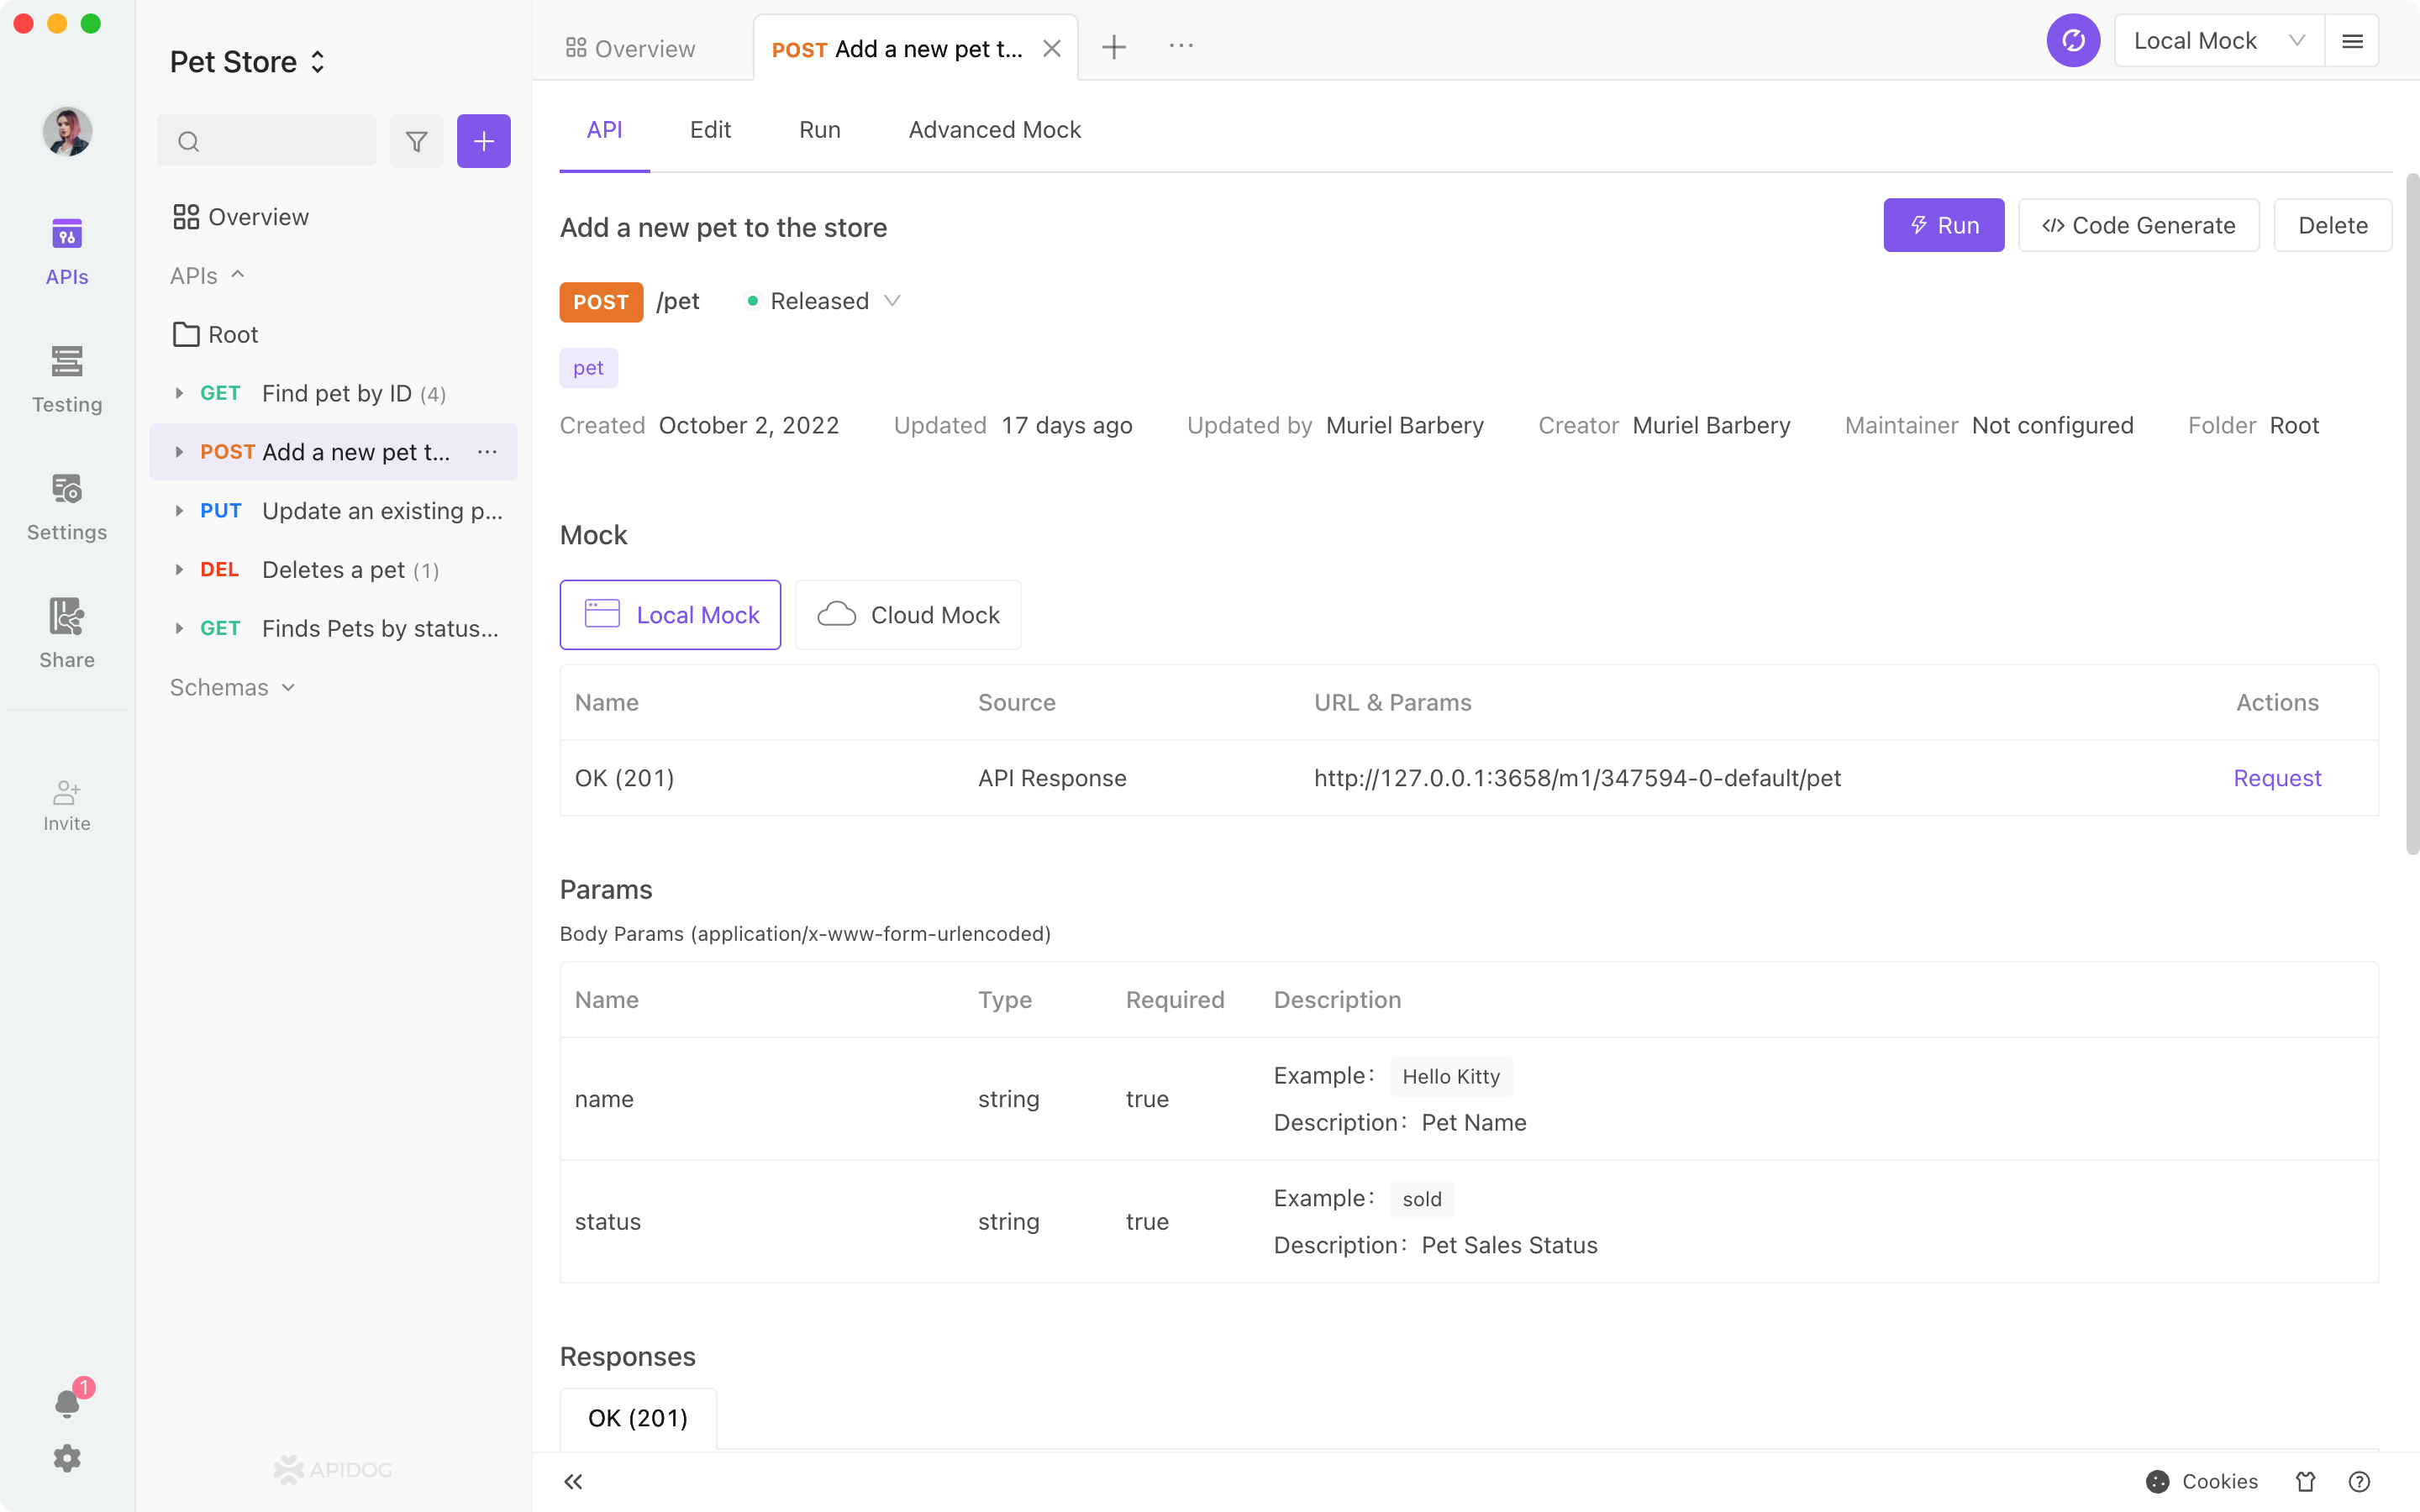 Pet Store
Overview
POST Add a new pet t...
...
Local Mock
APIs
Testing
Settings
Share
Invite
1
Overview
APIs
Root
GET Find pet by ID (4)
POST Add a new pet t... ...
PUT Update an existing p...
DEL Deletes a pet (1)
GET Finds Pets by status...
Schemas
APIDOG
API Edit Run Advanced Mock
Add a new pet to the store
Run
</> Code Generate
Delete
POST /pet Released
pet
Created October 2, 2022 Updated 17 days ago Updated by Muriel Barbery Creator Muriel Barbery Maintainer Not configured Folder Root
Mock
Local Mock Cloud Mock
Name Source URL & Params Actions
OK (201) API Response http://127.0.0.1:3658/m1/347594-0-default/pet Request
Params
Body Params (application/x-www-form-urlencoded)
Name Type Required Description
name string true Example: Hello Kitty
Description: Pet Name
status string true Example: sold
Description: Pet Sales Status
Responses
OK (201)
Cookies